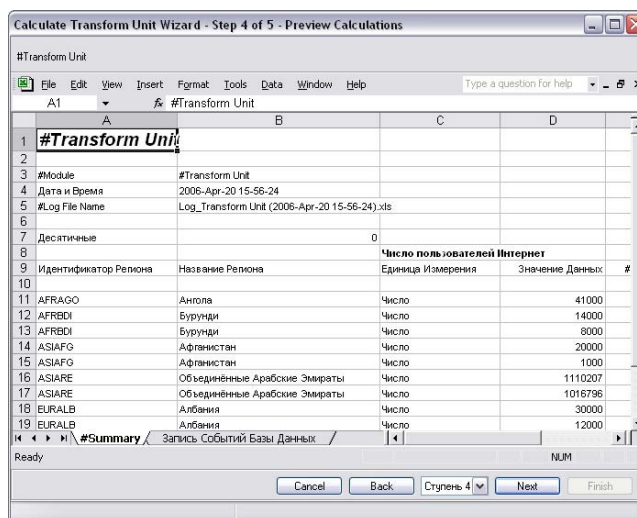 Calculate Transform Unit Wizard - Step 4 of 5 - Preview Calculations
#Transform Unit
File Edit View Insert Format Tools Data Window Help Type a question for help
A1 fx #Transform Unit
A B C D
1 #Transform Unit
2
3 #Module #Transform Unit
4 Дата и Время 2006-Apr-20 15-56-24
5 #Log File Name Log_Transform Unit (2006-Apr-20 15-56-24).xls
6
7 Десятичные 0
8 Число пользователей Интернет
9 Идентификатор Региона Название Региона Единица Измерения Значение Данных #
10
11 AFRAGO Ангола Число 41000
12 AFRBDI Бурунди Число 14000
13 AFRBDI Бурунди Число 8000
14 ASIAFG Афганистан Число 20000
15 ASIAFG Афганистан Число 1000
16 ASIARE Объединённые Арабские Эмираты Число 1110207
17 ASIARE Объединённые Арабские Эмираты Число 1016796
18 EURALB Албания Число 30000
19 EURALB Албания Число 12000
#Summary Запись Событий Базы Данных
Ready NUM
Cancel Back Ступень 4 Next Finish